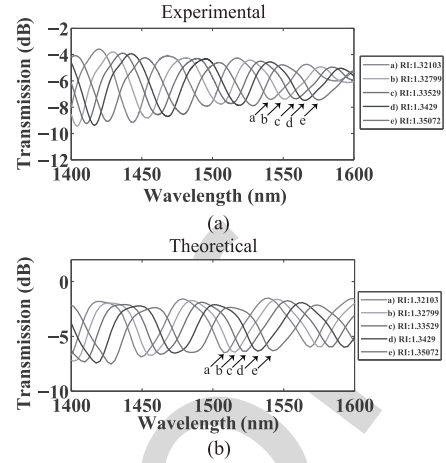 Experimental
Transmission (dB)
−2
−4
−6
−8
−10
−12
a b c d e
1400 1450 1500 1550 1600
Wavelength (nm)
a) RI:1.32103
b) RI:1.32799
c) RI:1.33529
d) RI:1.3429
e) RI:1.35072
(a)
Theoretical
Transmission (dB)
0
−5
−10
a b c d e
1400 1450 1500 1550 1600
Wavelength (nm)
a) RI:1.32103
b) RI:1.32799
c) RI:1.33529
d) RI:1.3429
e) RI:1.35072
(b)